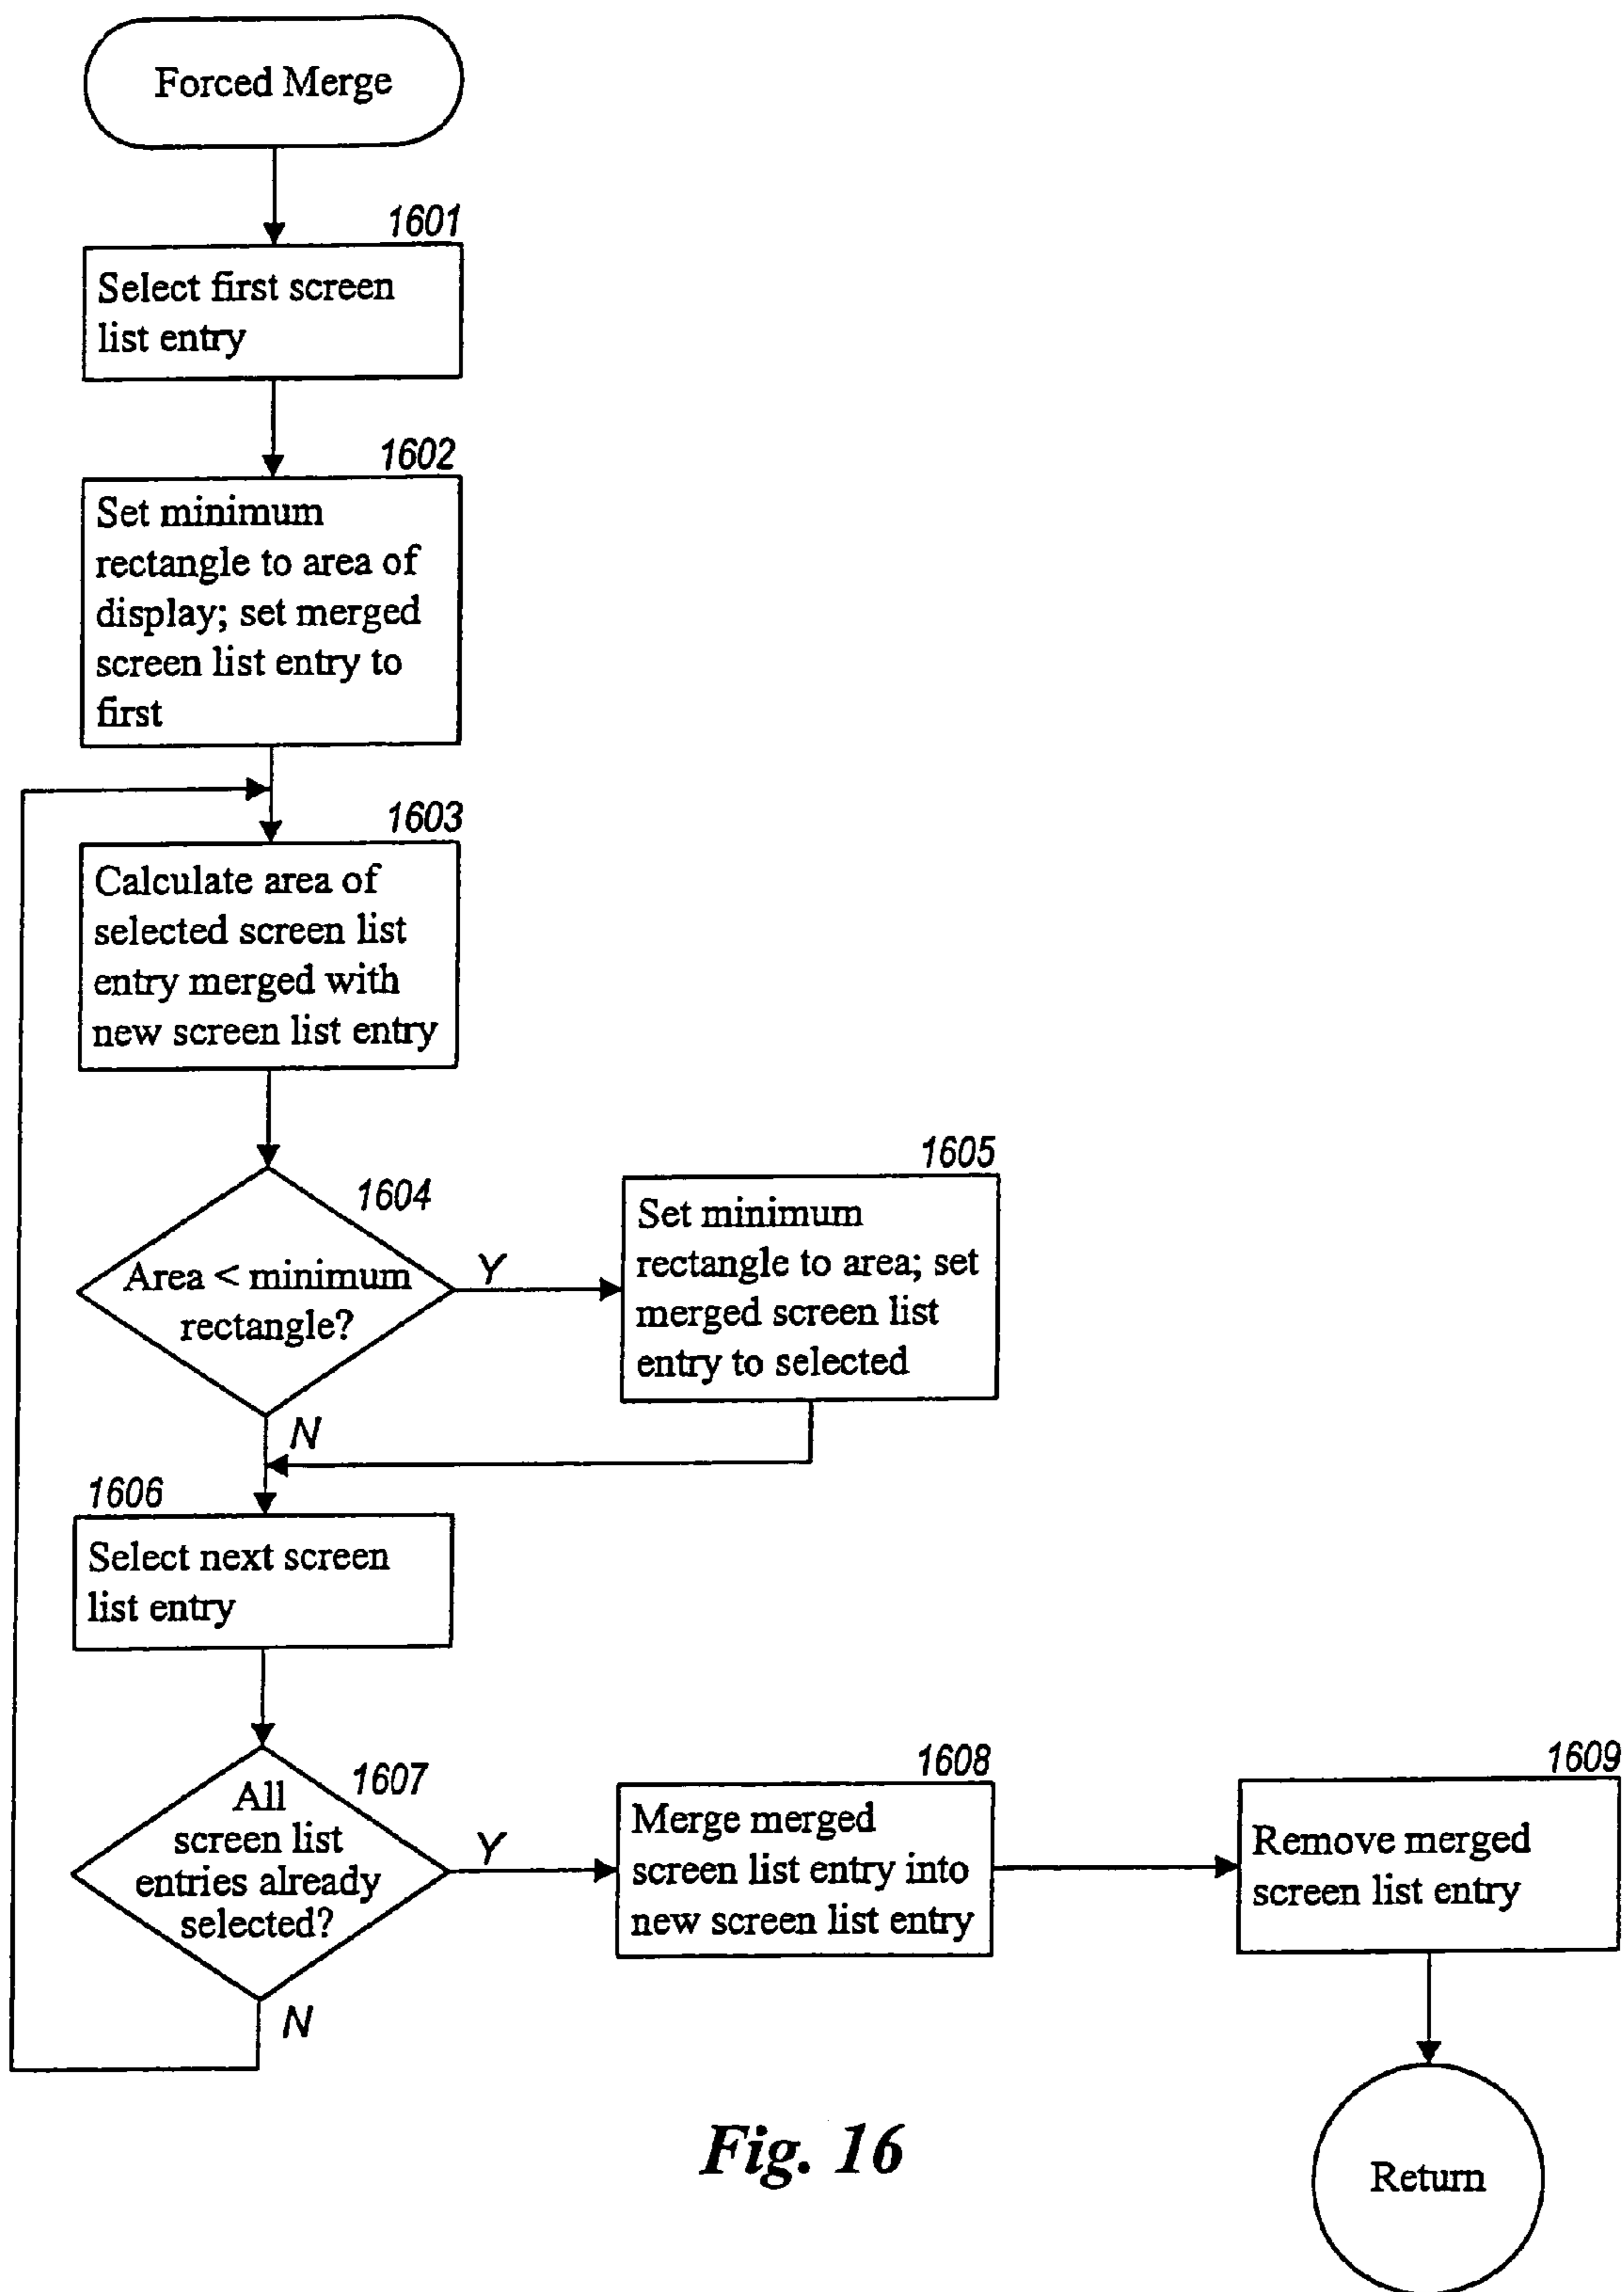 Forced Merge
1601
Select first screen
list entry
1602
Set minimum
rectangle to area of
display; set merged
screen list entry to
first
1603
Calculate area of
selected screen list
entry merged with
new screen list entry
1604
Area < minimum
rectangle?
Y
N
1605
Set minimum
rectangle to area; set
merged screen list
entry to selected
1606
Select next screen
list entry
1607
All
screen list
entries already
selected?
Y
N
1608
Merge merged
screen list entry into
new screen list entry
1609
Remove merged
screen list entry
Return
Fig. 16